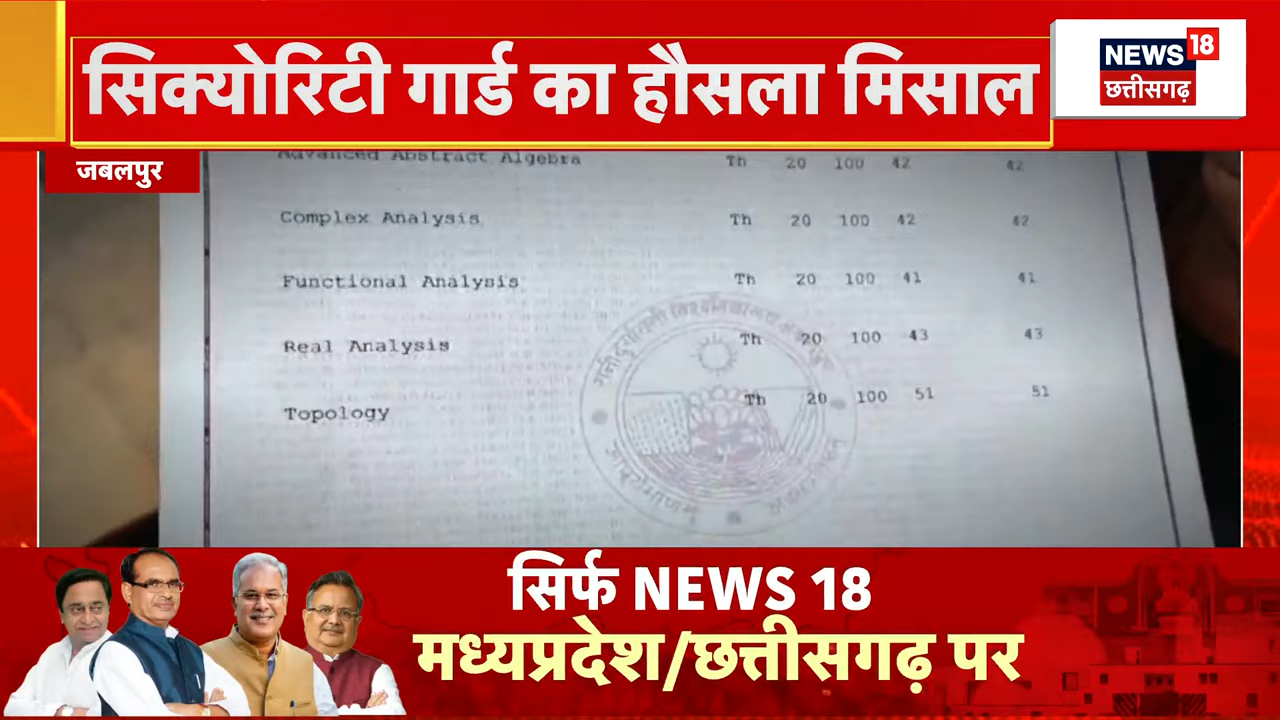 सिक्योरिटी गार्ड का हौसला मिसाल
NEWS 18
छत्तीसगढ़
जबलपुर
Advanced Abstract Algebra Th 20 100 42 42
Complex Analysis Th 20 100 42 42
Functional Analysis Th 20 100 41 41
Real Analysis Th 20 100 43 43
Topology Th 20 100 51 51
सिर्फ NEWS 18
मध्यप्रदेश/छत्तीसगढ़ पर